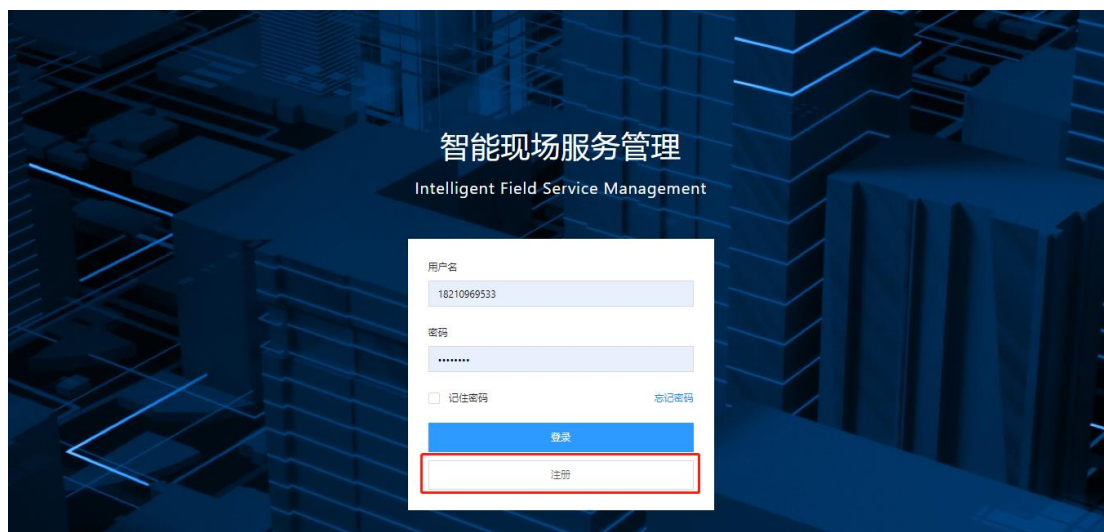 智能现场服务管理
Intelligent Field Service Management
用户名
18210969533
密码
••••••••
记住密码 忘记密码
登录
注册